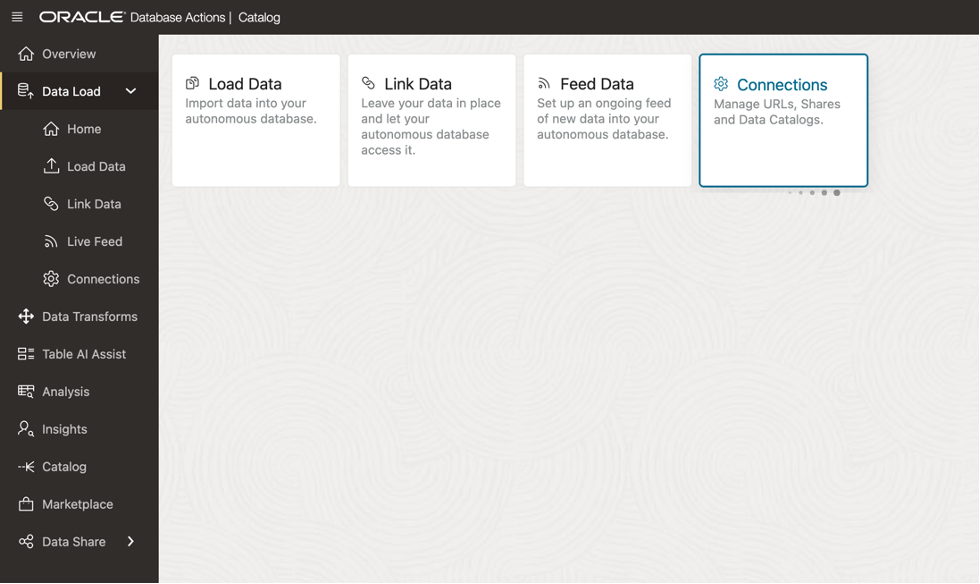 ORACLE® Database Actions | Catalog
Overview
Data Load
Home
Load Data
Link Data
Live Feed
Connections
Data Transforms
Table AI Assist
Analysis
Insights
Catalog
Marketplace
Data Share
Load Data
Import data into your
autonomous database.
Link Data
Leave your data in place
and let your
autonomous database
access it.
Feed Data
Set up an ongoing feed
of new data into your
autonomous database.
Connections
Manage URLs, Shares
and Data Catalogs.